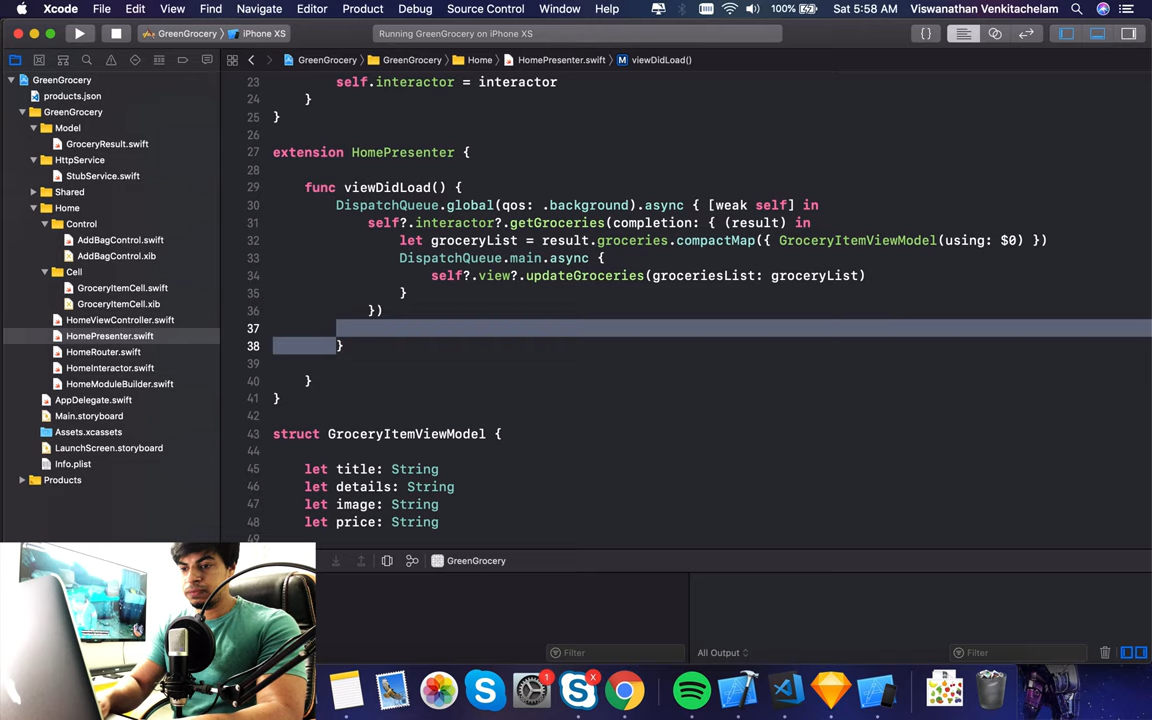 Xcode File Edit View Find Navigate Editor Product Debug Source Control Window Help 100% Sat 5:58 AM Viswanathan Venkitachelam
GreenGrocery iPhone XS Running GreenGrocery on iPhone XS
GreenGrocery GreenGrocery Home HomePresenter.swift M viewDidLoad()
GreenGrocery
products.json
GreenGrocery
Model
GroceryResult.swift
HttpService
StubService.swift
Shared
Home
Control
AddBagControl.swift
AddBagControl.xib
Cell
GroceryItemCell.swift
GroceryItemCell.xib
HomeViewController.swift
HomePresenter.swift
HomeRouter.swift
HomeInteractor.swift
HomeModuleBuilder.swift
AppDelegate.swift
Main.storyboard
Assets.xcassets
LaunchScreen.storyboard
Info.plist
Products
23 self.interactor = interactor
24 }
25 }
26
27 extension HomePresenter {
28
29 func viewDidLoad() {
30 DispatchQueue.global(qos: .background).async { [weak self] in
31 self?.interactor?.getGroceries(completion: { (result) in
32 let groceryList = result.groceries.compactMap({ GroceryItemViewModel(using: $0) })
33 DispatchQueue.main.async {
34 self?.view?.updateGroceries(groceriesList: groceryList)
35 }
36 })
37
38 }
39
40 }
41 }
42
43 struct GroceryItemViewModel {
44
45 let title: String
46 let details: String
47 let image: String
48 let price: String
49
GreenGrocery
Filter All Output Filter
1 X